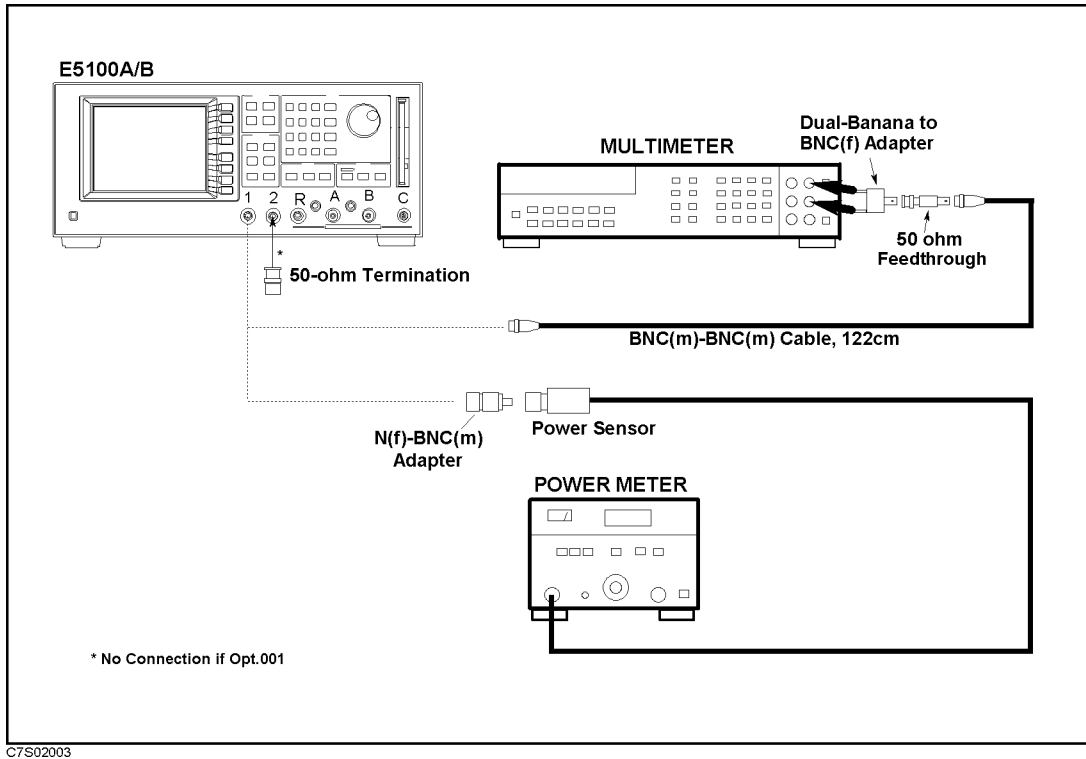 E5100A/B
1 2 R A B C
*
50-ohm Termination
MULTIMETER
Dual-Banana to
BNC(f) Adapter
50 ohm
Feedthrough
BNC(m)-BNC(m) Cable, 122cm
N(f)-BNC(m)
Adapter
Power Sensor
POWER METER
* No Connection if Opt.001
C7S02003